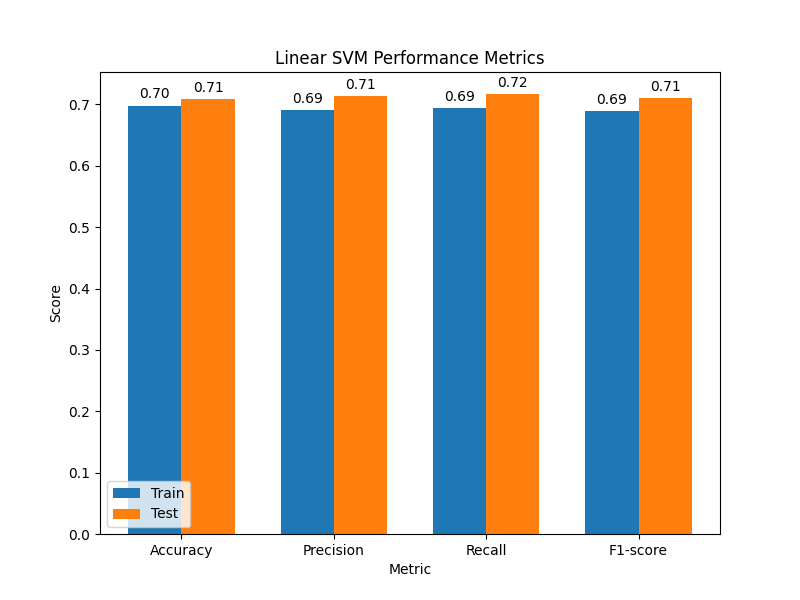 Linear SVM Performance Metrics
0.70 0.71 0.69 0.71 0.69 0.72 0.69 0.71
0.7
0.6
0.5
0.4
0.3
0.2
0.1
0.0
Score
Train
Test
Accuracy Precision Recall F1-score
Metric